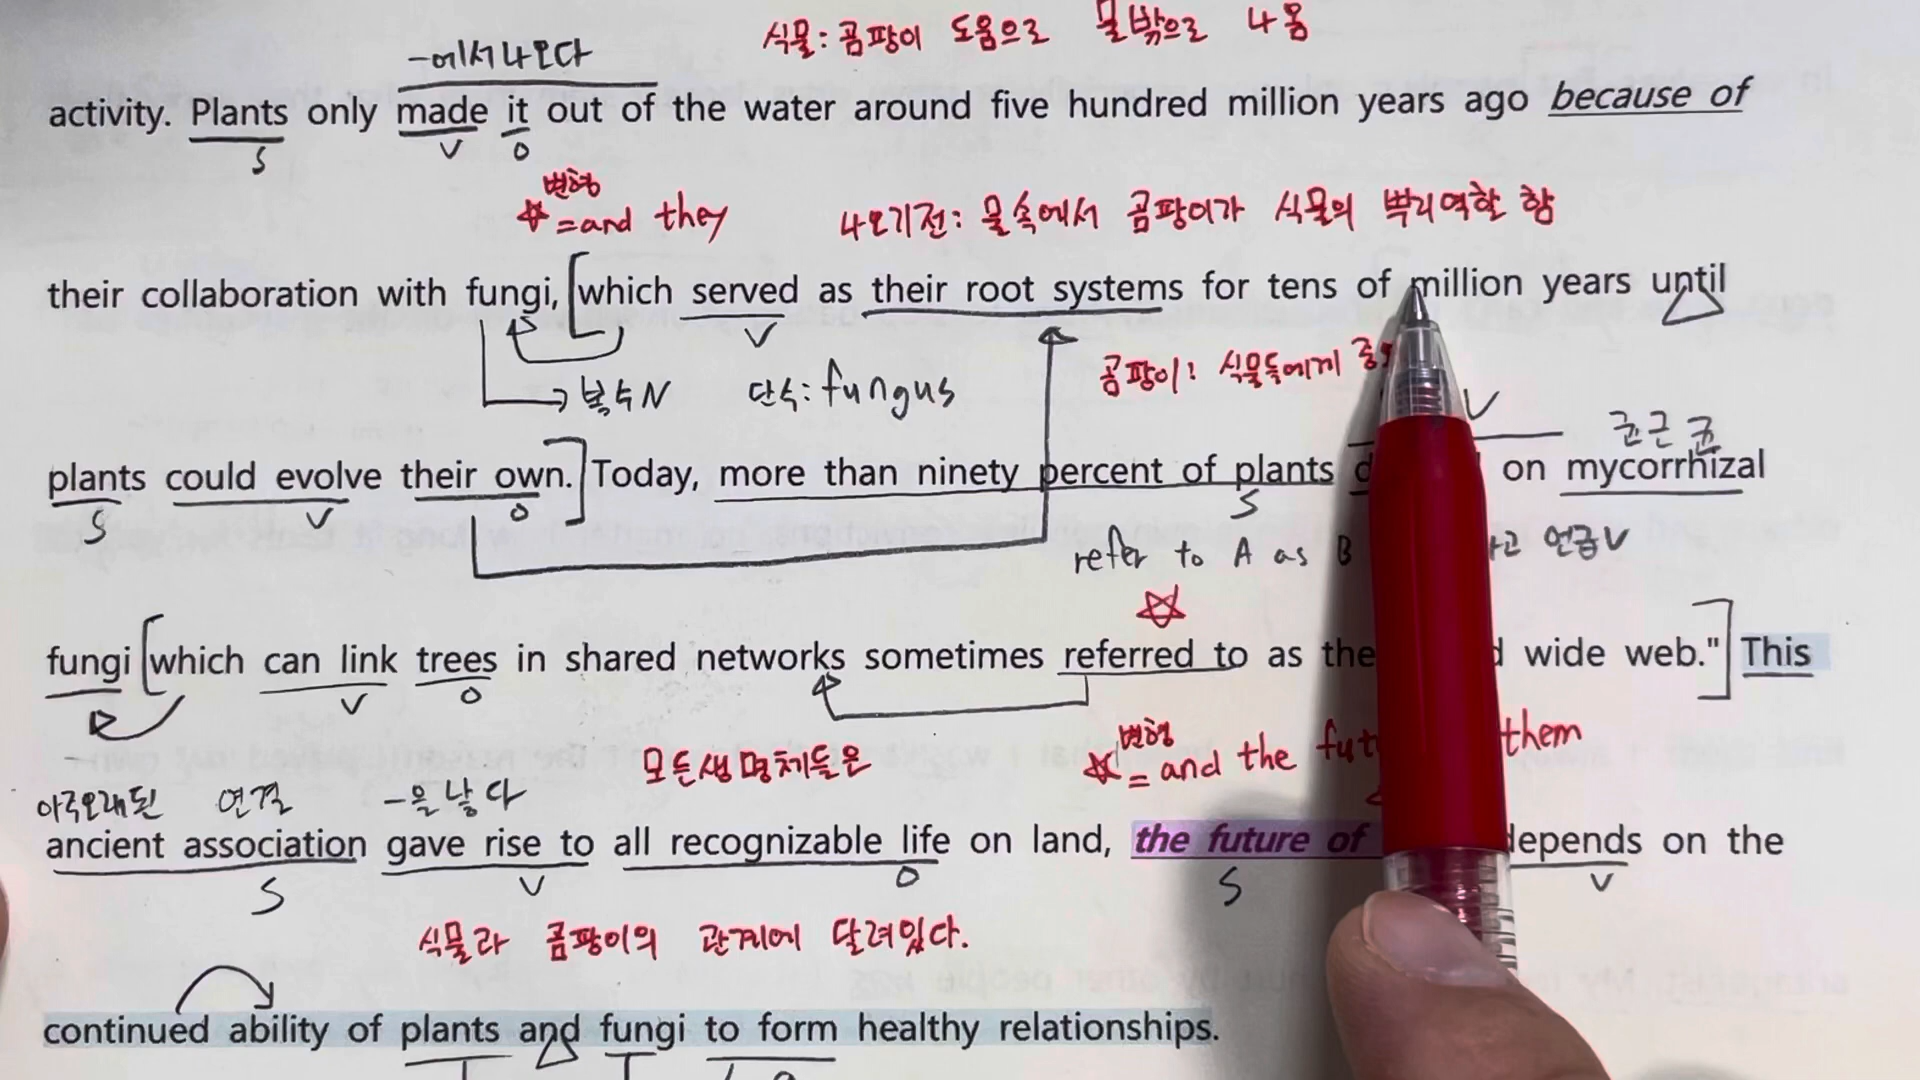 식물: 곰팡이 도움으로 물밖으로 나옴
-에서나오다
activity. Plants only made it out of the water around five hundred million years ago because of
S V O
변형
=and they 나오기전: 물속에서 곰팡이가 식물의 뿌리역할 함
their collaboration with fungi, [which served as their root systems for tens of million years until
V
곰팡이: 식물들에게
→ 복수N 단수: fungus
V
균근균
plants could evolve their own.] Today, more than ninety percent of plants on mycorrhizal
S V O S
refer to A as B 언급V
fungi [which can link trees in shared networks sometimes referred to as the wide web."] This
V O
변형
= and the them
모든생명체들은
아주오래된 연결 -을 낳다
ancient association gave rise to all recognizable life on land, the future of depends on the
S V O S V
식물과 곰팡이의 관계에 달려있다.
continued ability of plants and fungi to form healthy relationships.